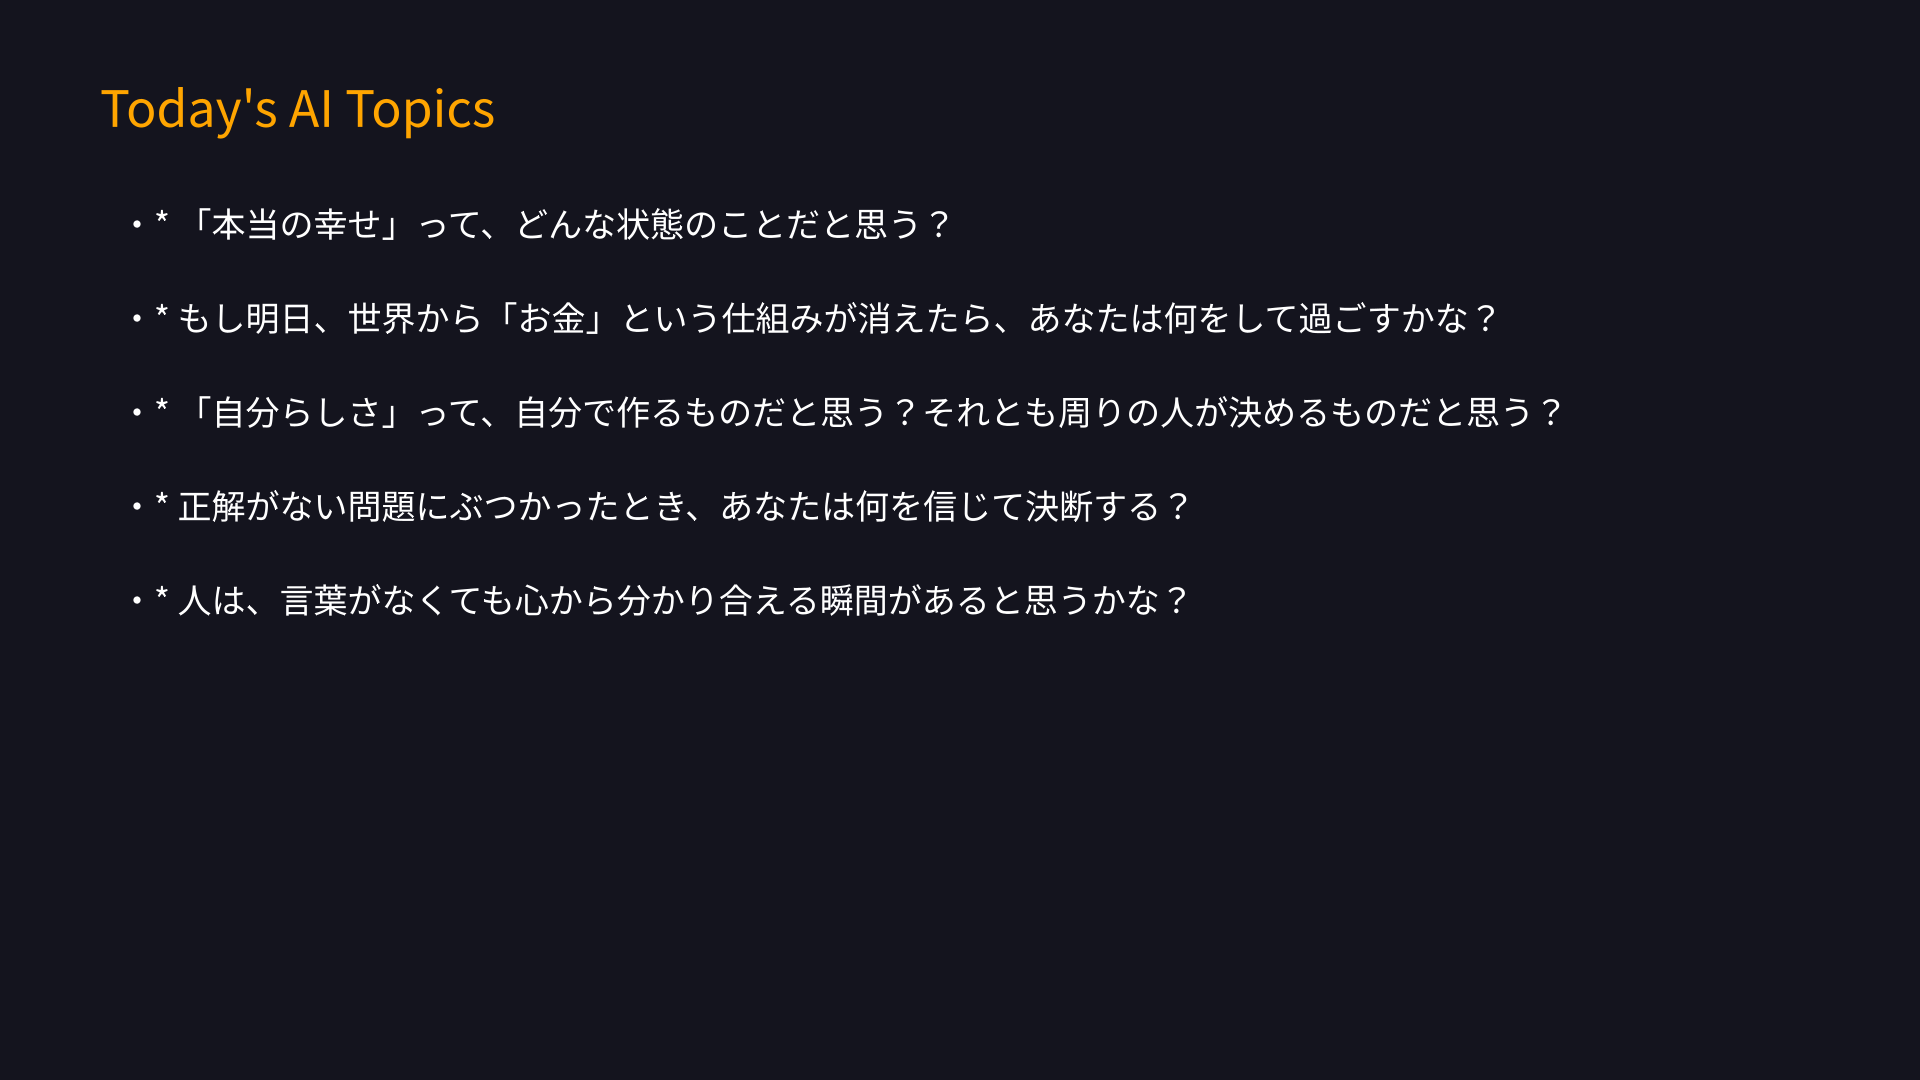 Today's AI Topics
・* 「本当の幸せ」って、どんな状態のことだと思う？
・* もし明日、世界から「お金」という仕組みが消えたら、あなたは何をして過ごすかな？
・* 「自分らしさ」って、自分で作るものだと思う？それとも周りの人が決めるものだと思う？
・* 正解がない問題にぶつかったとき、あなたは何を信じて決断する？
・* 人は、言葉がなくても心から分かり合える瞬間があると思うかな？